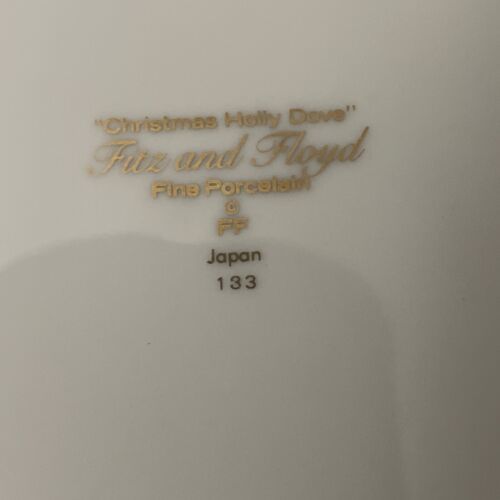 "Christmas Holly Dove"
Fitz and Floyd
Fine Porcelain
©
FF
Japan
133